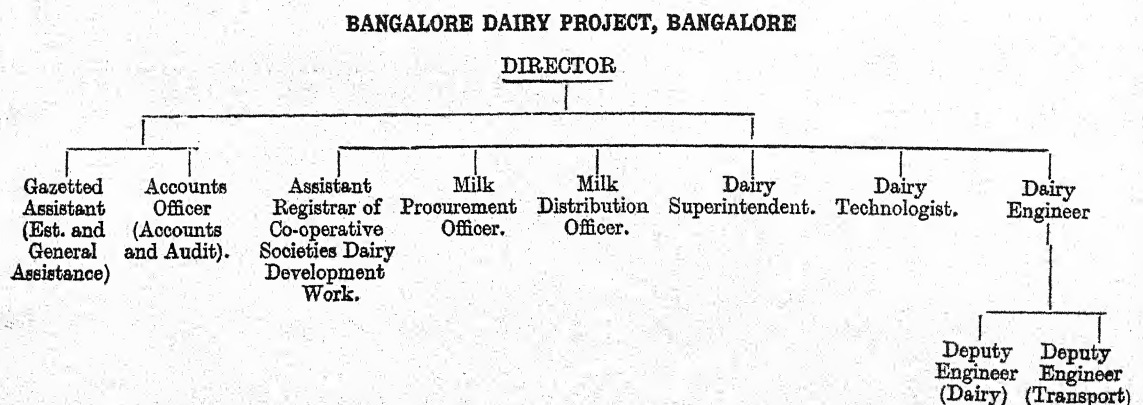 BANGALORE DAIRY PROJECT, BANGALORE
DIRECTOR
Gazetted
Assistant
(Est. and
General
Assistance)
Accounts
Officer
(Accounts
and Audit).
Assistant
Registrar of
Co-operative
Societies Dairy
Development
Work.
Milk
Procurement
Officer.
Milk
Distribution
Officer.
Dairy
Superintendent.
Dairy
Technologist.
Dairy
Engineer
Deputy
Engineer
(Dairy)
Deputy
Engineer
(Transport)